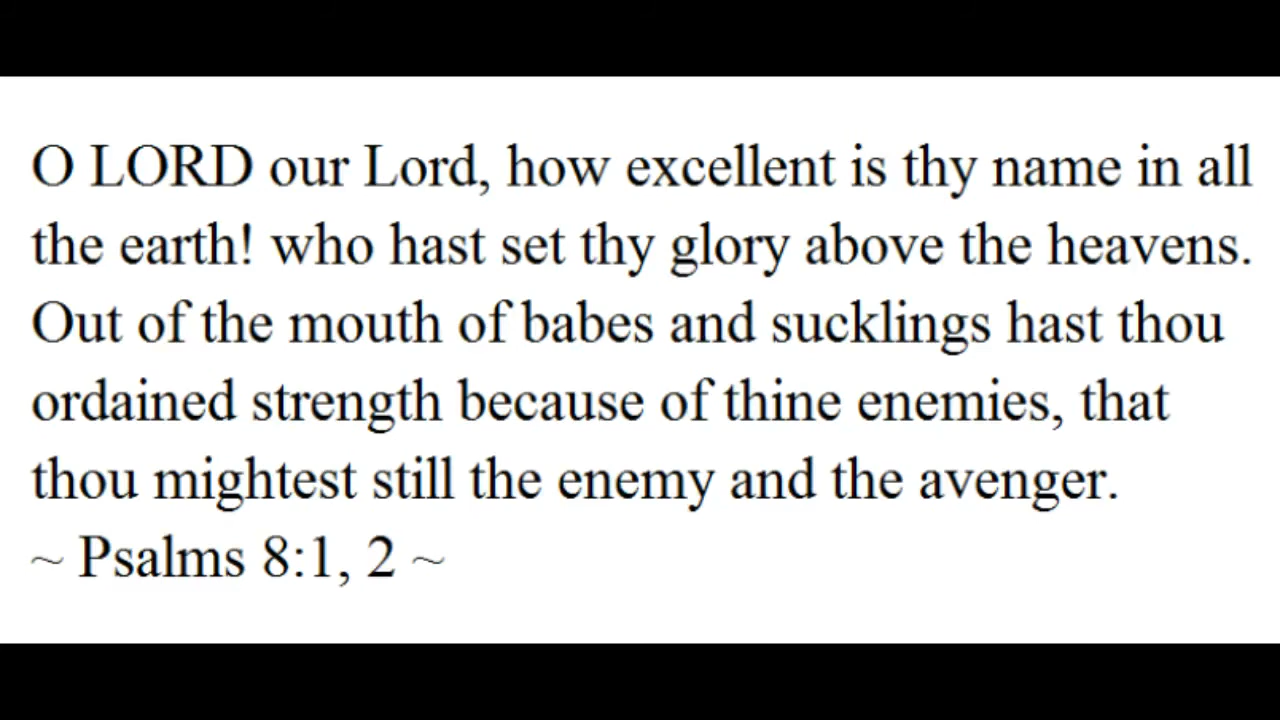 O LORD our Lord, how excellent is thy name in all
the earth! who hast set thy glory above the heavens.
Out of the mouth of babes and sucklings hast thou
ordained strength because of thine enemies, that
thou mightest still the enemy and the avenger.
~ Psalms 8:1, 2 ~